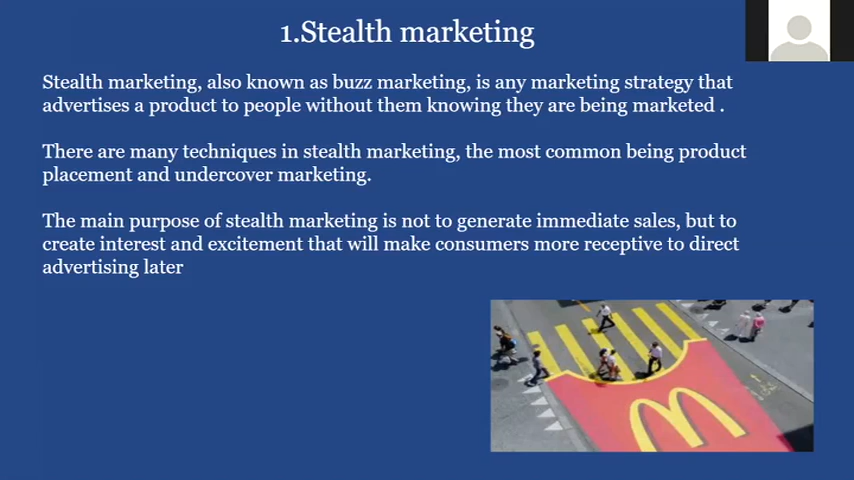 1.Stealth marketing
Stealth marketing, also known as buzz marketing, is any marketing strategy that
advertises a product to people without them knowing they are being marketed .
There are many techniques in stealth marketing, the most common being product
placement and undercover marketing.
The main purpose of stealth marketing is not to generate immediate sales, but to
create interest and excitement that will make consumers more receptive to direct
advertising later